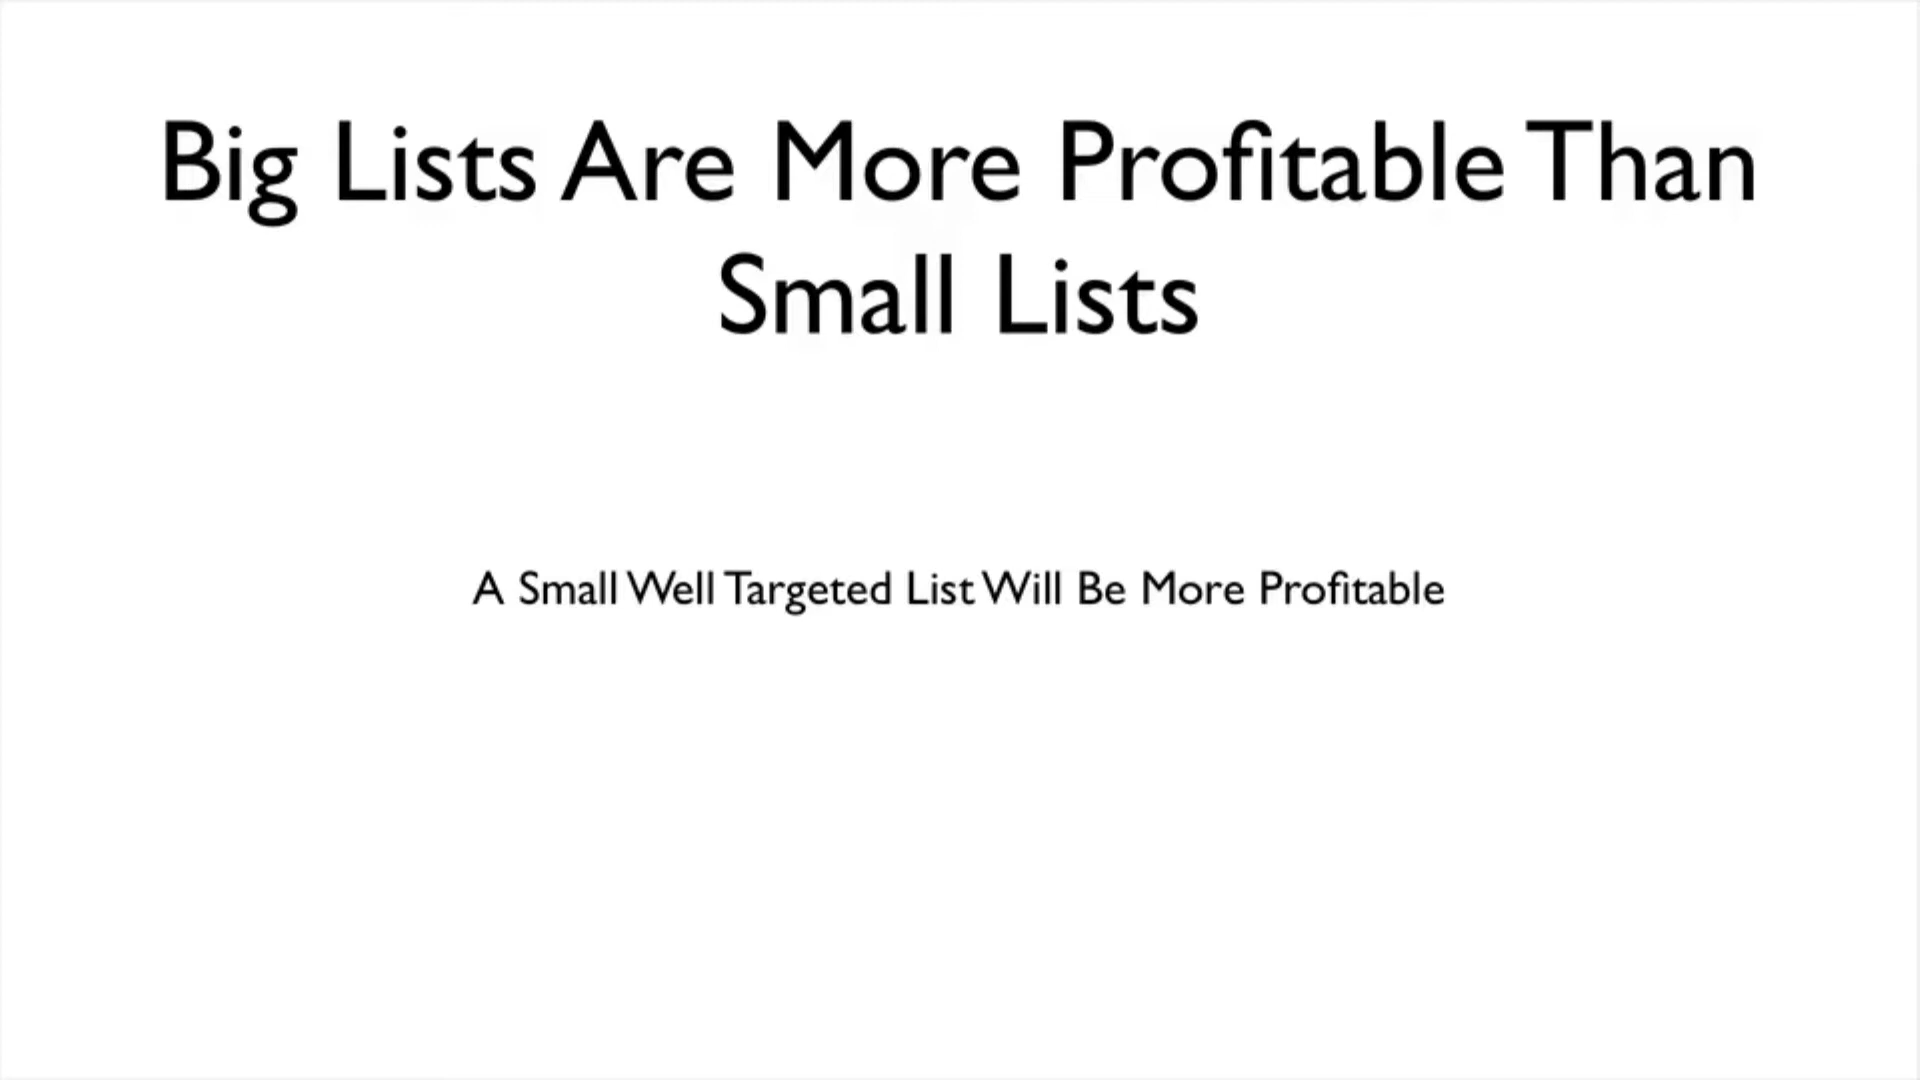 Big Lists Are More Profitable Than
Small Lists
A Small Well Targeted List Will Be More Profitable